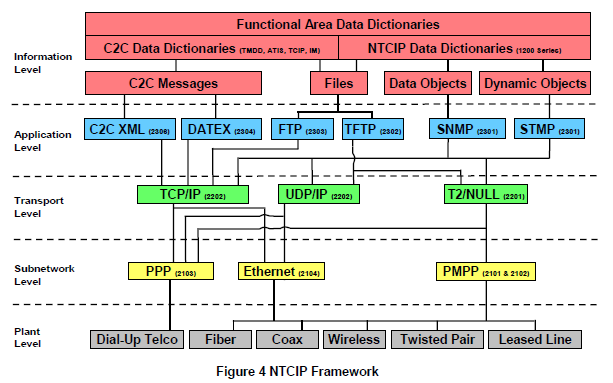 Functional Area Data Dictionaries
C2C Data Dictionaries (TMDD, ATIS, TCIP, IM)
NTCIP Data Dictionaries (1200 Series)
Information
Level
C2C Messages
Files
Data Objects
Dynamic Objects
Application
Level
C2C XML (2306)
DATEX (2304)
FTP (2303)
TFTP (2302)
SNMP (2301)
STMP (2301)
Transport
Level
TCP/IP (2202)
UDP/IP (2202)
T2/NULL (2201)
Subnetwork
Level
PPP (2103)
Ethernet (2104)
PMPP (2101 & 2102)
Plant
Level
Dial-Up Telco
Fiber
Coax
Wireless
Twisted Pair
Leased Line
Figure 4 NTCIP Framework